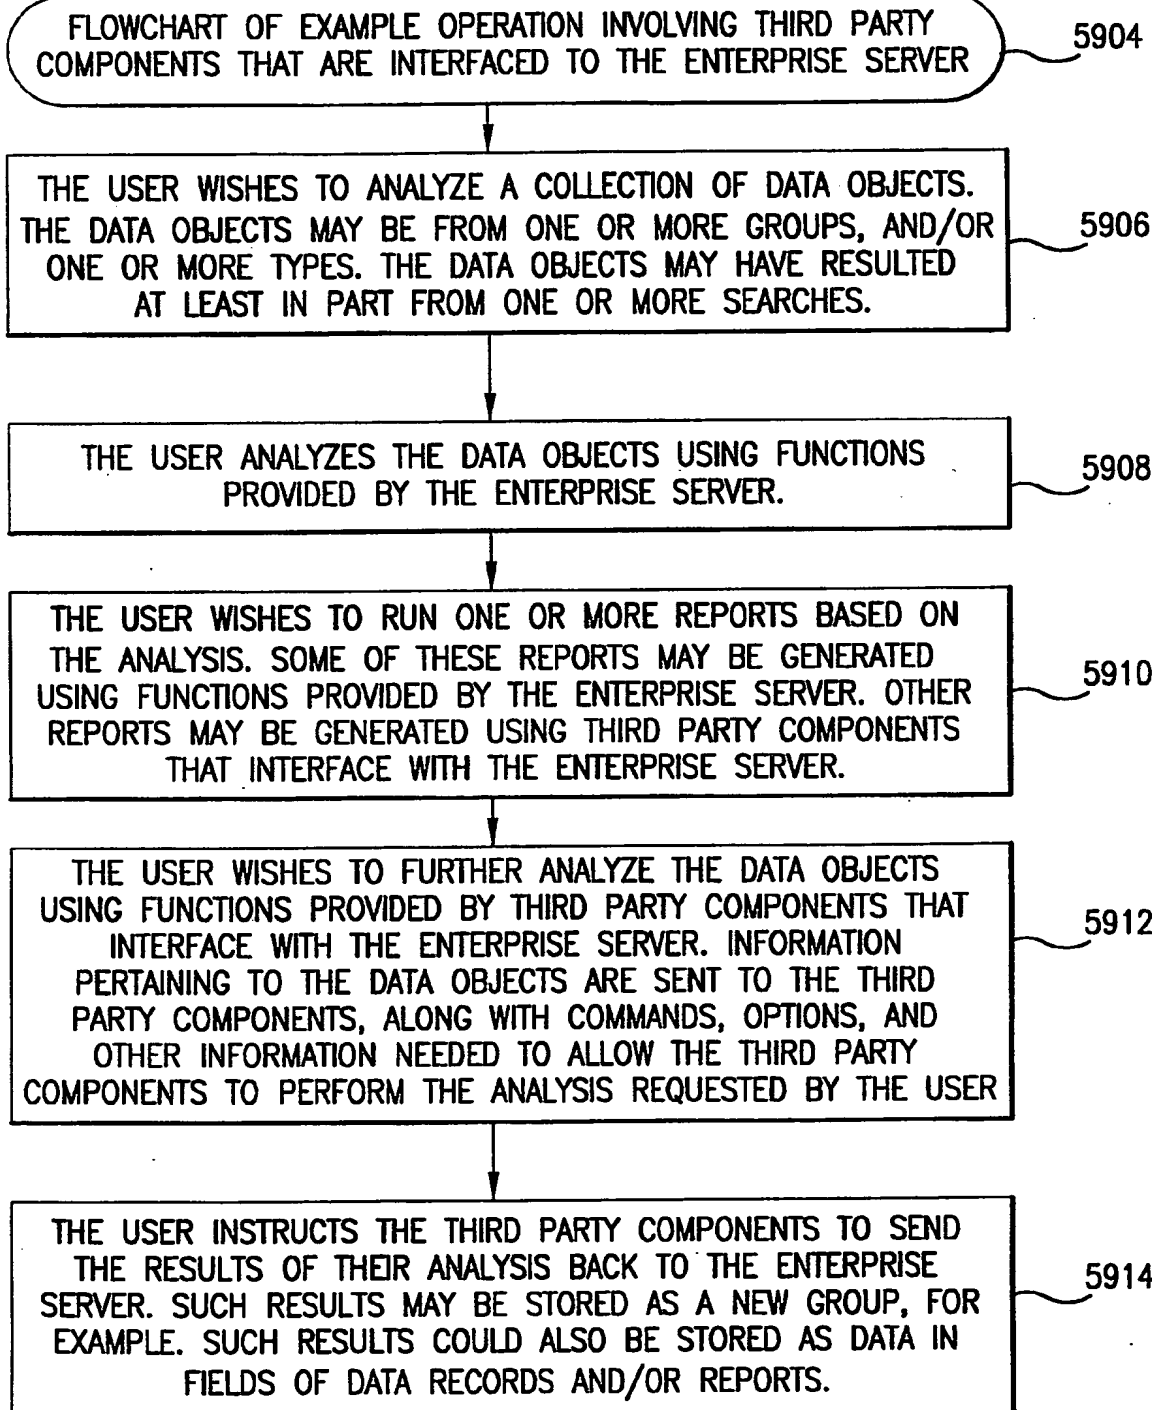 FLOWCHART OF EXAMPLE OPERATION INVOLVING THIRD PARTY
COMPONENTS THAT ARE INTERFACED TO THE ENTERPRISE SERVER
5904
THE USER WISHES TO ANALYZE A COLLECTION OF DATA OBJECTS.
THE DATA OBJECTS MAY BE FROM ONE OR MORE GROUPS, AND/OR
ONE OR MORE TYPES. THE DATA OBJECTS MAY HAVE RESULTED
AT LEAST IN PART FROM ONE OR MORE SEARCHES.
5906
THE USER ANALYZES THE DATA OBJECTS USING FUNCTIONS
PROVIDED BY THE ENTERPRISE SERVER.
5908
THE USER WISHES TO RUN ONE OR MORE REPORTS BASED ON
THE ANALYSIS. SOME OF THESE REPORTS MAY BE GENERATED
USING FUNCTIONS PROVIDED BY THE ENTERPRISE SERVER. OTHER
REPORTS MAY BE GENERATED USING THIRD PARTY COMPONENTS
THAT INTERFACE WITH THE ENTERPRISE SERVER.
5910
THE USER WISHES TO FURTHER ANALYZE THE DATA OBJECTS
USING FUNCTIONS PROVIDED BY THIRD PARTY COMPONENTS THAT
INTERFACE WITH THE ENTERPRISE SERVER. INFORMATION
PERTAINING TO THE DATA OBJECTS ARE SENT TO THE THIRD
PARTY COMPONENTS, ALONG WITH COMMANDS, OPTIONS, AND
OTHER INFORMATION NEEDED TO ALLOW THE THIRD PARTY
COMPONENTS TO PERFORM THE ANALYSIS REQUESTED BY THE USER
5912
THE USER INSTRUCTS THE THIRD PARTY COMPONENTS TO SEND
THE RESULTS OF THEIR ANALYSIS BACK TO THE ENTERPRISE
SERVER. SUCH RESULTS MAY BE STORED AS A NEW GROUP, FOR
EXAMPLE. SUCH RESULTS COULD ALSO BE STORED AS DATA IN
FIELDS OF DATA RECORDS AND/OR REPORTS.
5914